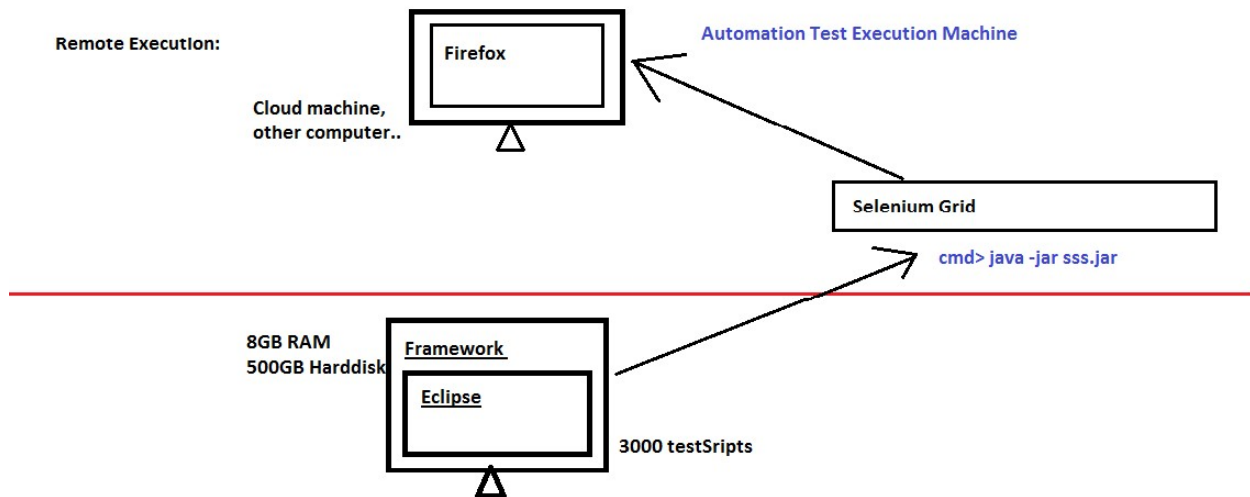 Remote Execution:
Firefox
Automation Test Execution Machine
Cloud machine,
other computer..
Selenium Grid
cmd> java -jar sss.jar
8GB RAM
500GB Harddisk
Framework
Eclipse
3000 testSripts